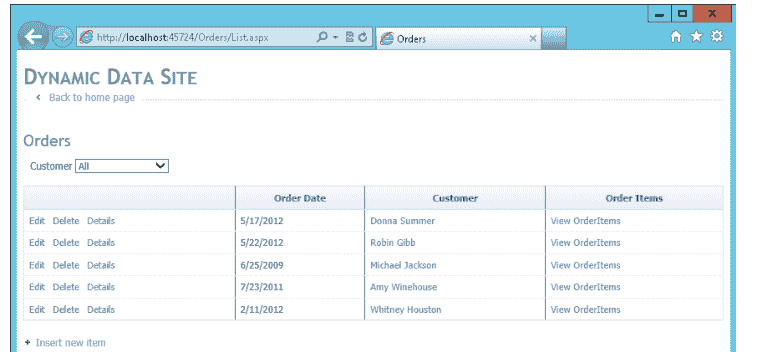 http://localhost:45724/Orders/List.aspx
Orders
DYNAMIC DATA SITE
Back to home page
Orders
Customer All
Order Date Customer Order Items
Edit Delete Details 5/17/2012 Donna Summer View OrderItems
Edit Delete Details 5/22/2012 Robin Gibb View OrderItems
Edit Delete Details 6/25/2009 Michael Jackson View OrderItems
Edit Delete Details 7/23/2011 Amy Winehouse View OrderItems
Edit Delete Details 2/11/2012 Whitney Houston View OrderItems
Insert new item